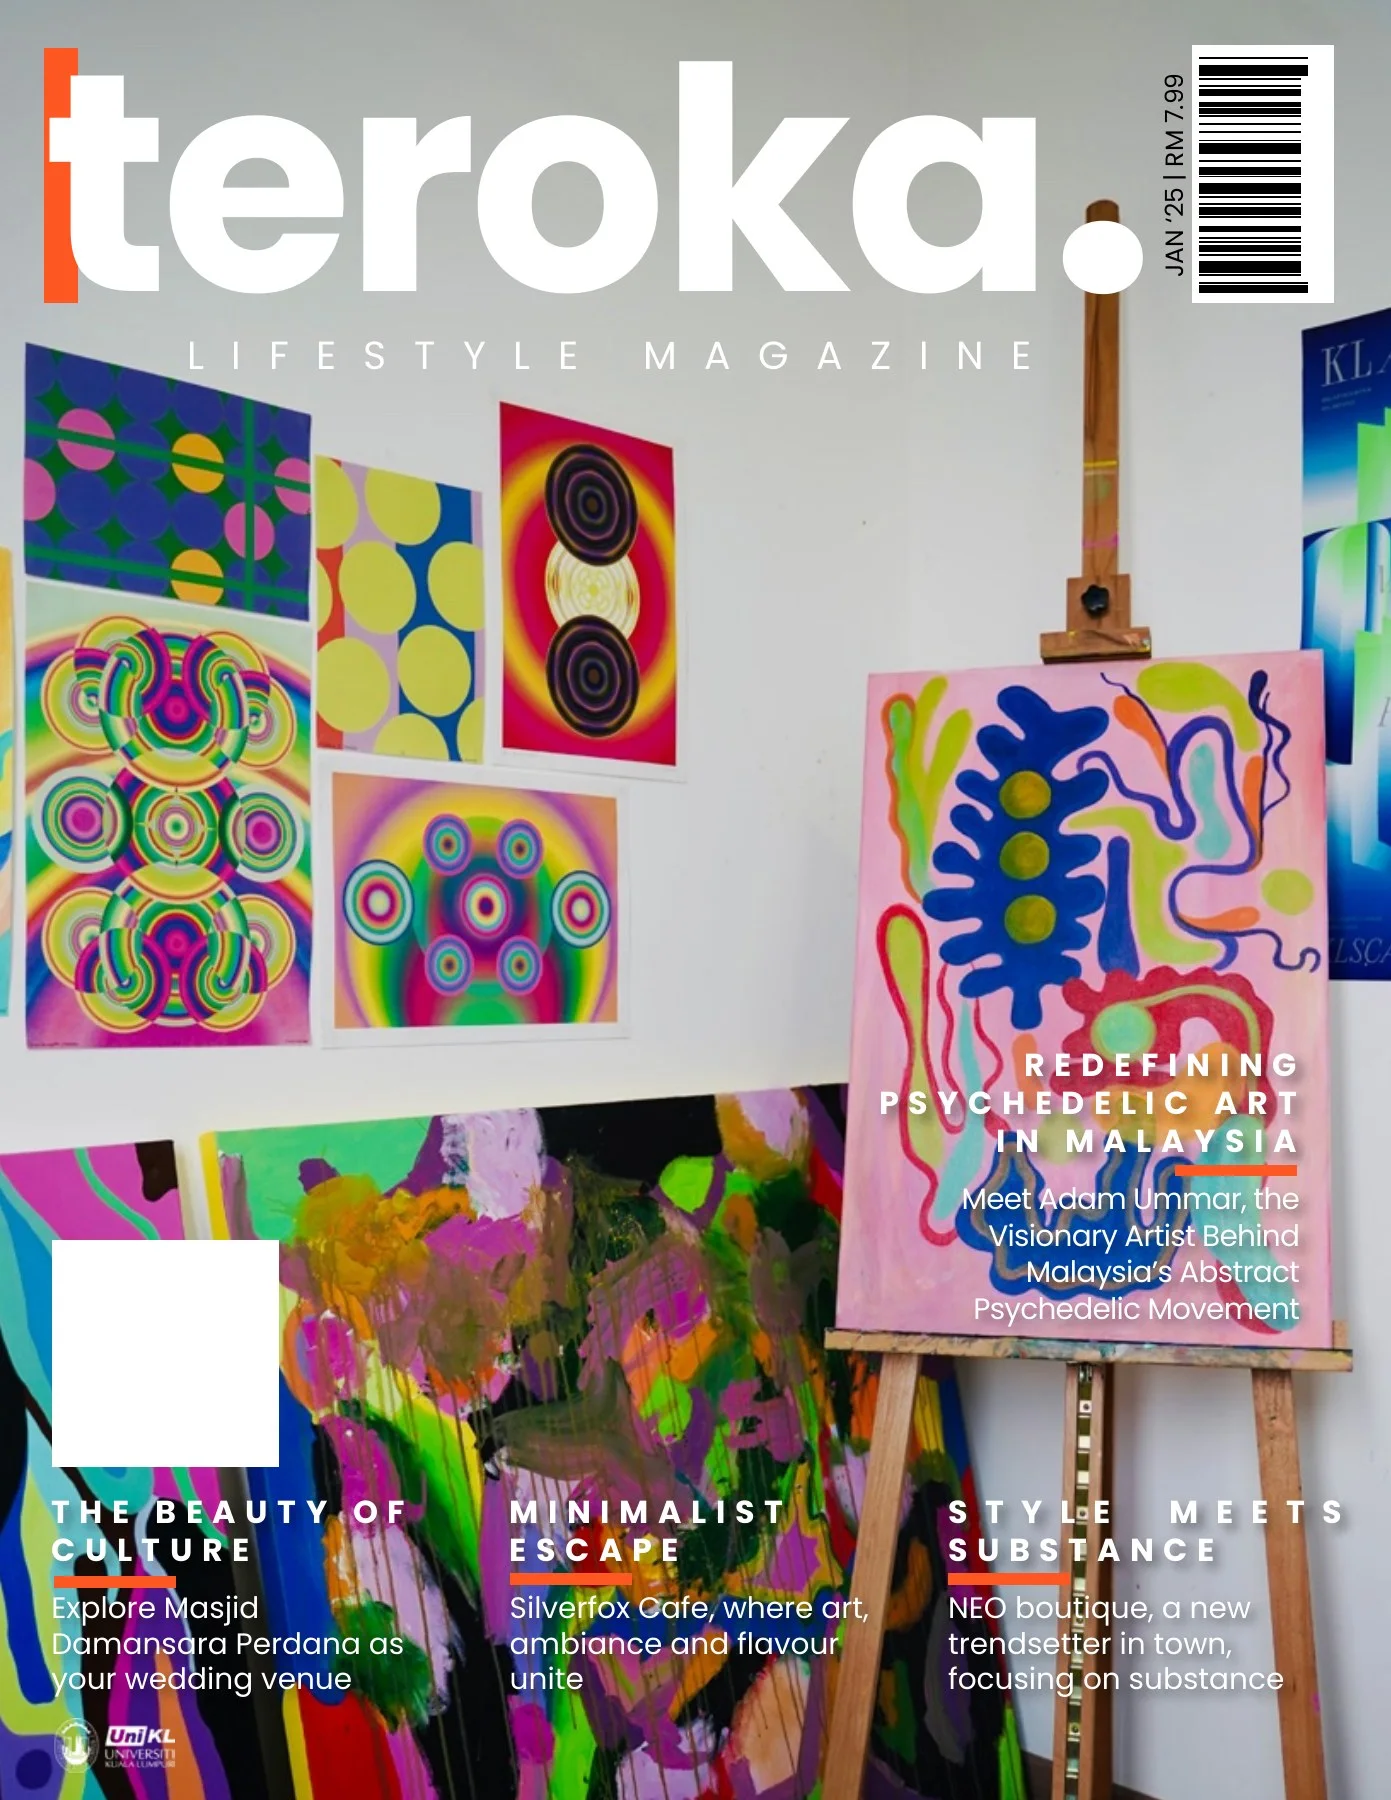 teroka.
JAN ‘25 | RM 7.99
LIFESTYLE MAGAZINE
KL
LSÇA
REDEFINING
PSYCHEDELIC ART
IN MALAYSIA
Meet Adam Ummar, the
Visionary Artist Behind
Malaysia’s Abstract
Psychedelic Movement
THE BEAUTY OF
CULTURE
Explore Masjid
Damansara Perdana as
your wedding venue
MINIMALIST
ESCAPE
Silverfox Cafe, where art,
ambiance and flavour
unite
STYLE MEETS
SUBSTANCE
NEO boutique, a new
trendsetter in town,
focusing on substance
UniKL
UNIVERSITI
KUALA LUMPUR